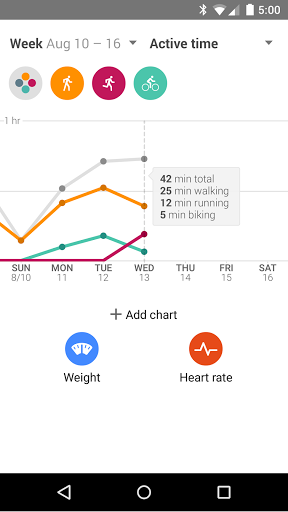 5:00
Week Aug 10 – 16 Active time
1 hr
42 min total
25 min walking
12 min running
5 min biking
SUN MON TUE WED THU FRI SAT
8/10 11 12 13 14 15 16
+ Add chart
Weight Heart rate